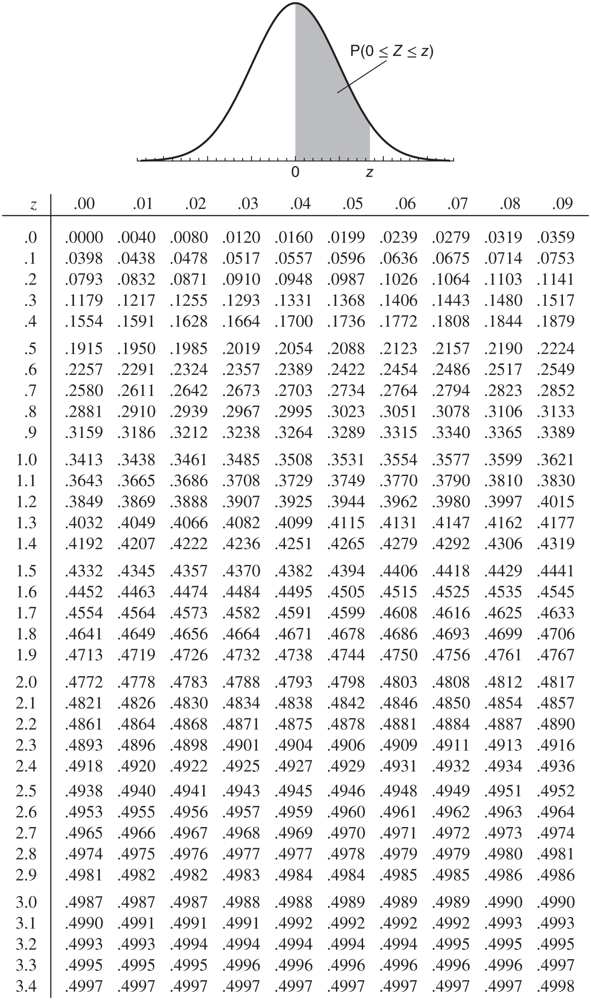 P(0 ≤ Z ≤ z)
0 z
z .00 .01 .02 .03 .04 .05 .06 .07 .08 .09
.0 .0000 .0040 .0080 .0120 .0160 .0199 .0239 .0279 .0319 .0359
.1 .0398 .0438 .0478 .0517 .0557 .0596 .0636 .0675 .0714 .0753
.2 .0793 .0832 .0871 .0910 .0948 .0987 .1026 .1064 .1103 .1141
.3 .1179 .1217 .1255 .1293 .1331 .1368 .1406 .1443 .1480 .1517
.4 .1554 .1591 .1628 .1664 .1700 .1736 .1772 .1808 .1844 .1879
.5 .1915 .1950 .1985 .2019 .2054 .2088 .2123 .2157 .2190 .2224
.6 .2257 .2291 .2324 .2357 .2389 .2422 .2454 .2486 .2517 .2549
.7 .2580 .2611 .2642 .2673 .2703 .2734 .2764 .2794 .2823 .2852
.8 .2881 .2910 .2939 .2967 .2995 .3023 .3051 .3078 .3106 .3133
.9 .3159 .3186 .3212 .3238 .3264 .3289 .3315 .3340 .3365 .3389
1.0 .3413 .3438 .3461 .3485 .3508 .3531 .3554 .3577 .3599 .3621
1.1 .3643 .3665 .3686 .3708 .3729 .3749 .3770 .3790 .3810 .3830
1.2 .3849 .3869 .3888 .3907 .3925 .3944 .3962 .3980 .3997 .4015
1.3 .4032 .4049 .4066 .4082 .4099 .4115 .4131 .4147 .4162 .4177
1.4 .4192 .4207 .4222 .4236 .4251 .4265 .4279 .4292 .4306 .4319
1.5 .4332 .4345 .4357 .4370 .4382 .4394 .4406 .4418 .4429 .4441
1.6 .4452 .4463 .4474 .4484 .4495 .4505 .4515 .4525 .4535 .4545
1.7 .4554 .4564 .4573 .4582 .4591 .4599 .4608 .4616 .4625 .4633
1.8 .4641 .4649 .4656 .4664 .4671 .4678 .4686 .4693 .4699 .4706
1.9 .4713 .4719 .4726 .4732 .4738 .4744 .4750 .4756 .4761 .4767
2.0 .4772 .4778 .4783 .4788 .4793 .4798 .4803 .4808 .4812 .4817
2.1 .4821 .4826 .4830 .4834 .4838 .4842 .4846 .4850 .4854 .4857
2.2 .4861 .4864 .4868 .4871 .4875 .4878 .4881 .4884 .4887 .4890
2.3 .4893 .4896 .4898 .4901 .4904 .4906 .4909 .4911 .4913 .4916
2.4 .4918 .4920 .4922 .4925 .4927 .4929 .4931 .4932 .4934 .4936
2.5 .4938 .4940 .4941 .4943 .4945 .4946 .4948 .4949 .4951 .4952
2.6 .4953 .4955 .4956 .4957 .4959 .4960 .4961 .4962 .4963 .4964
2.7 .4965 .4966 .4967 .4968 .4969 .4970 .4971 .4972 .4973 .4974
2.8 .4974 .4975 .4976 .4977 .4977 .4978 .4979 .4979 .4980 .4981
2.9 .4981 .4982 .4982 .4983 .4984 .4984 .4985 .4985 .4986 .4986
3.0 .4987 .4987 .4987 .4988 .4988 .4989 .4989 .4989 .4990 .4990
3.1 .4990 .4991 .4991 .4991 .4992 .4992 .4992 .4992 .4993 .4993
3.2 .4993 .4993 .4994 .4994 .4994 .4994 .4994 .4995 .4995 .4995
3.3 .4995 .4995 .4995 .4996 .4996 .4996 .4996 .4996 .4996 .4997
3.4 .4997 .4997 .4997 .4997 .4997 .4997 .4997 .4997 .4997 .4998